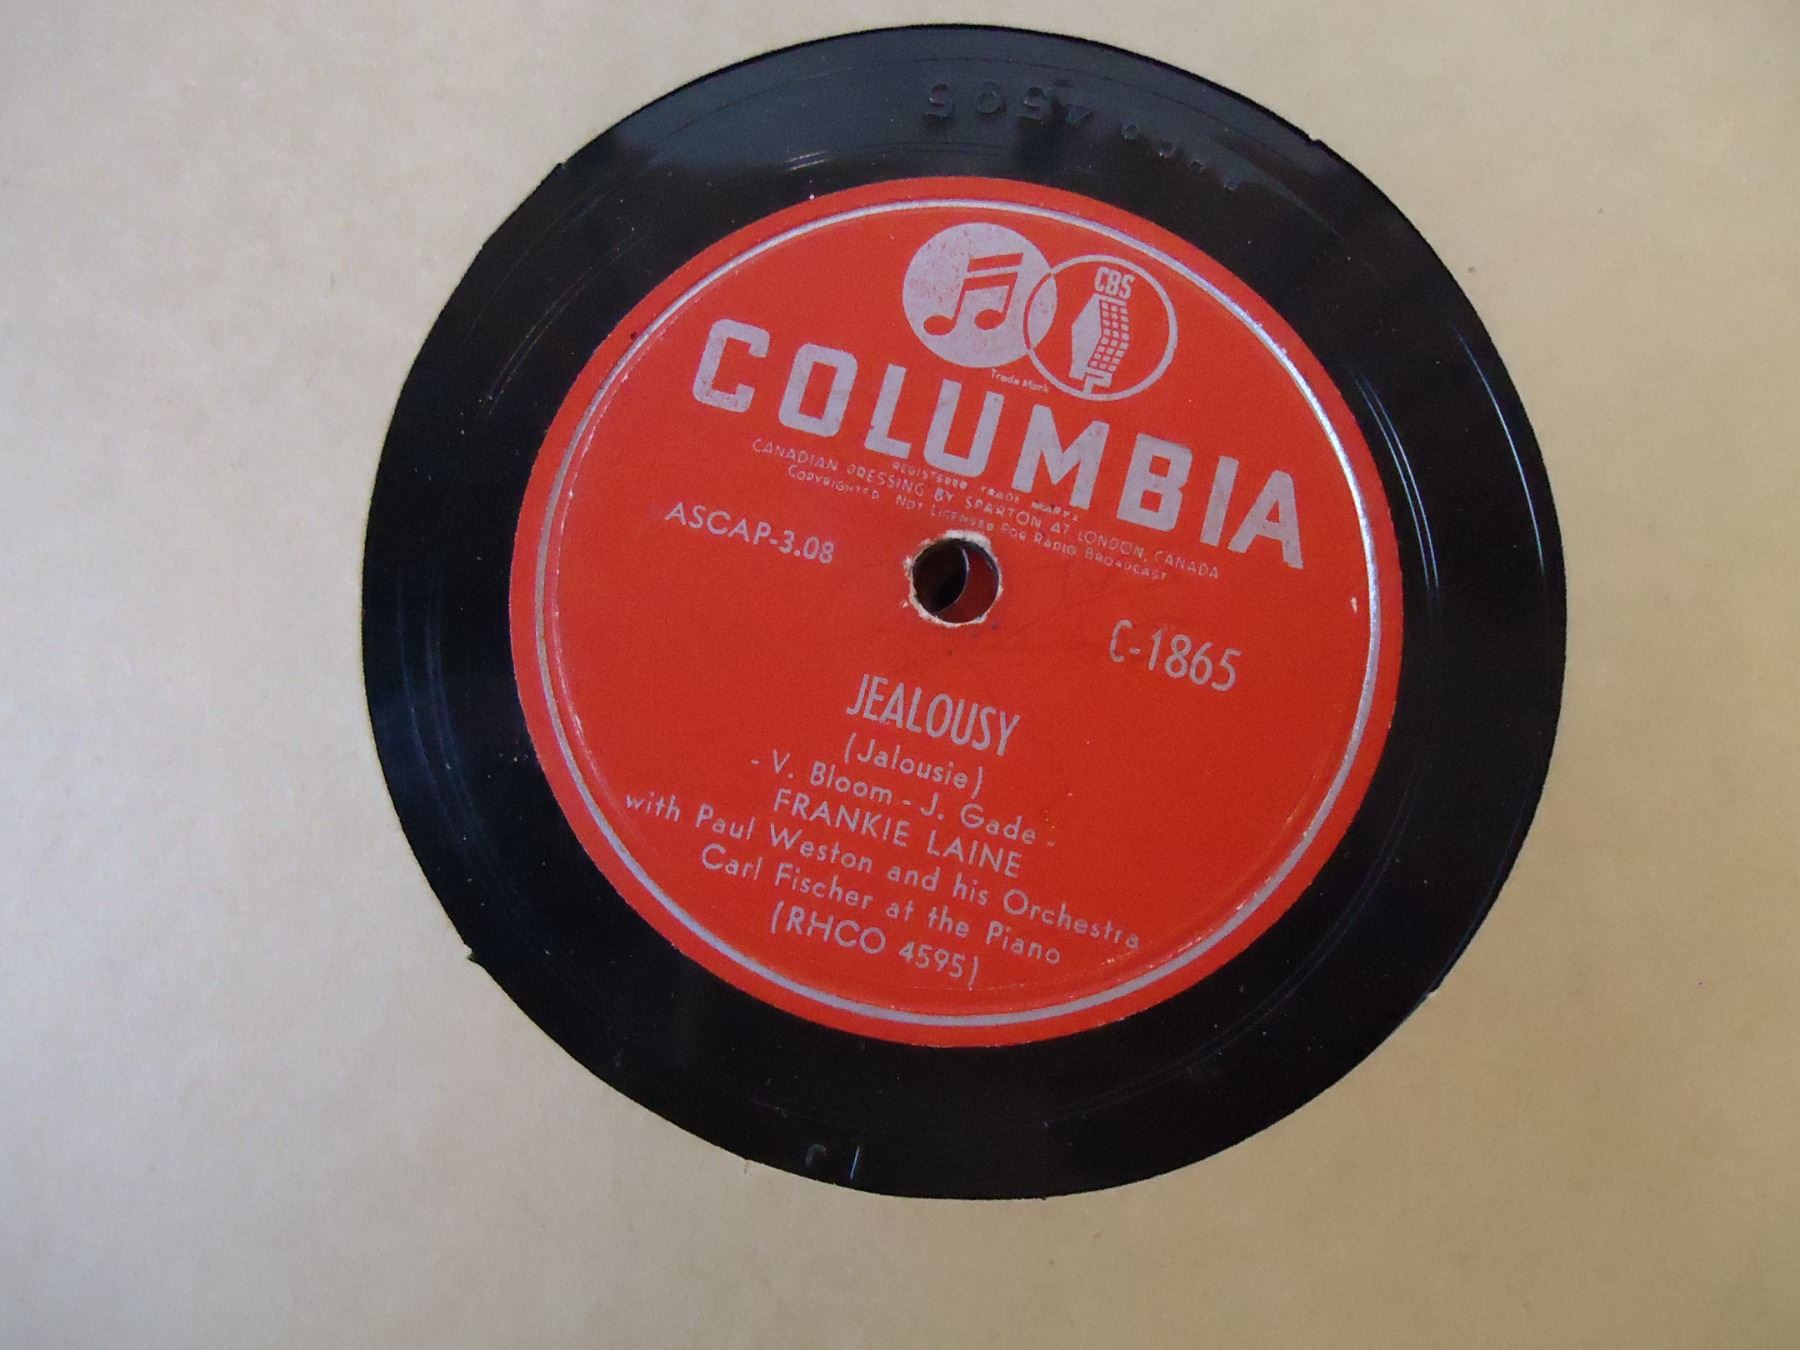 4595
CBS
Trade Mark
COLUMBIA
REGISTERED TRADE MARKS
CANADIAN PRESSING BY SPARTON AT LONDON, CANADA
COPYRIGHTED NOT LICENSED FOR RADIO BROADCAST
ASCAP-3.08
C-1865
JEALOUSY
(Jalousie)
- V. Bloom - J. Gade -
FRANKIE LAINE
with Paul Weston and his Orchestra
Carl Fischer at the Piano
(RHCO 4595)